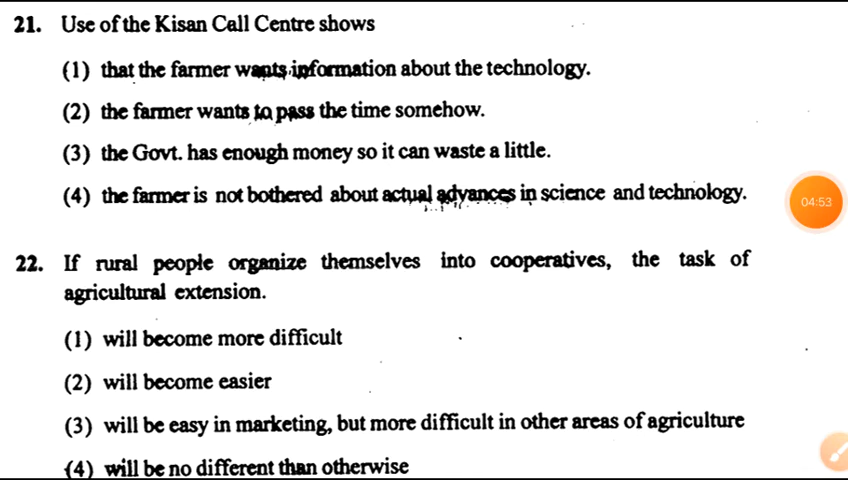 21. Use of the Kisan Call Centre shows
(1) that the farmer wants information about the technology.
(2) the farmer wants to pass the time somehow.
(3) the Govt. has enough money so it can waste a little.
(4) the farmer is not bothered about actual advances in science and technology.
04:53
22. If rural people organize themselves into cooperatives, the task of
agricultural extension.
(1) will become more difficult
(2) will become easier
(3) will be easy in marketing, but more difficult in other areas of agriculture
(4) will be no different than otherwise